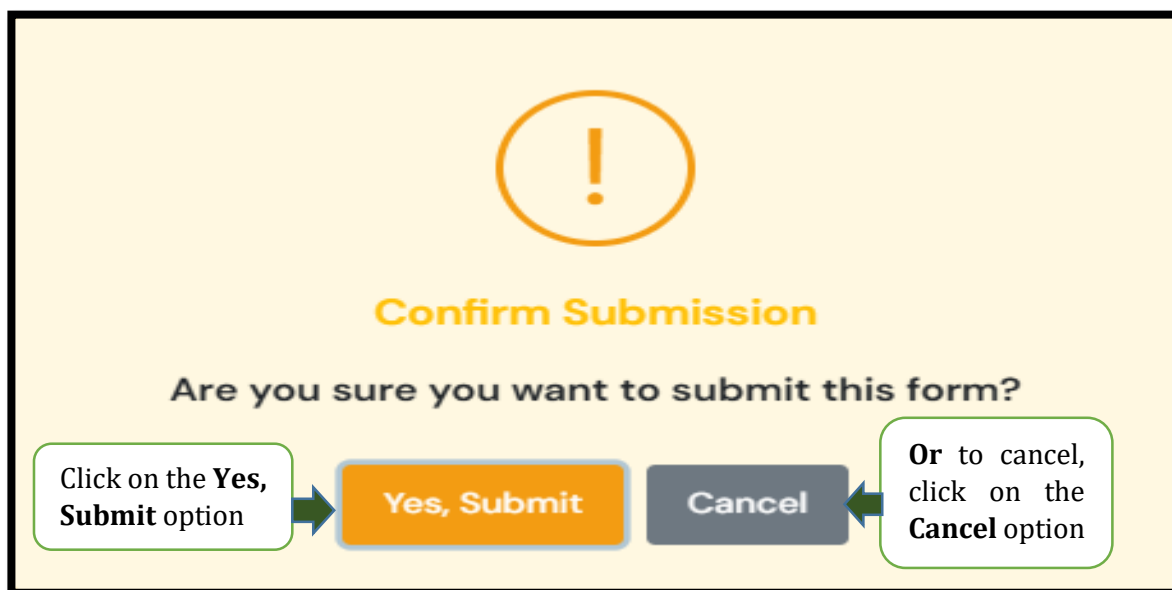 !
Confirm Submission
Are you sure you want to submit this form?
Click on the Yes,
Submit option
Yes, Submit
Cancel
Or to cancel,
click on the
Cancel option